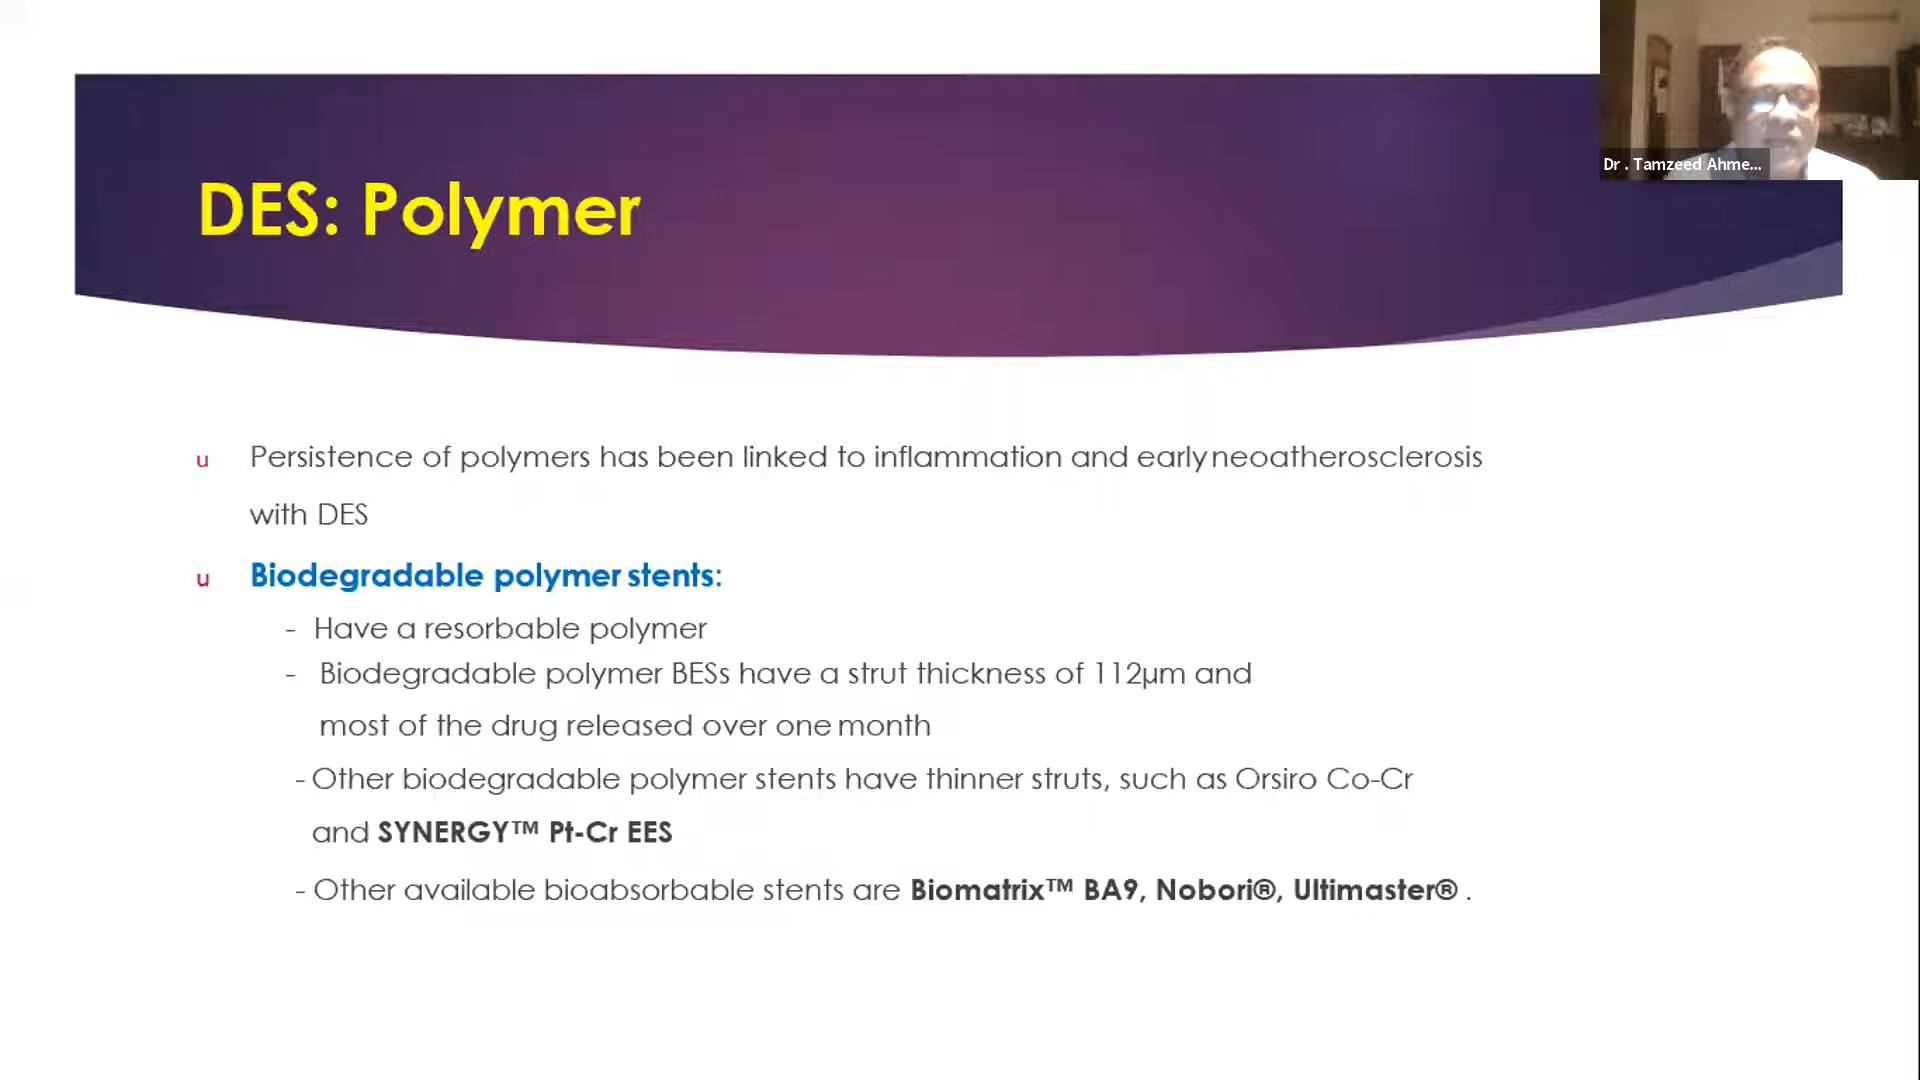 Dr . Tamzeed Ahme...
DES: Polymer
u Persistence of polymers has been linked to inflammation and early neoatherosclerosis
with DES
u Biodegradable polymer stents:
- Have a resorbable polymer
- Biodegradable polymer BESs have a strut thickness of 112µm and
most of the drug released over one month
- Other biodegradable polymer stents have thinner struts, such as Orsiro Co-Cr
and SYNERGY™ Pt-Cr EES
- Other available bioabsorbable stents are Biomatrix™ BA9, Nobori®, Ultimaster® .